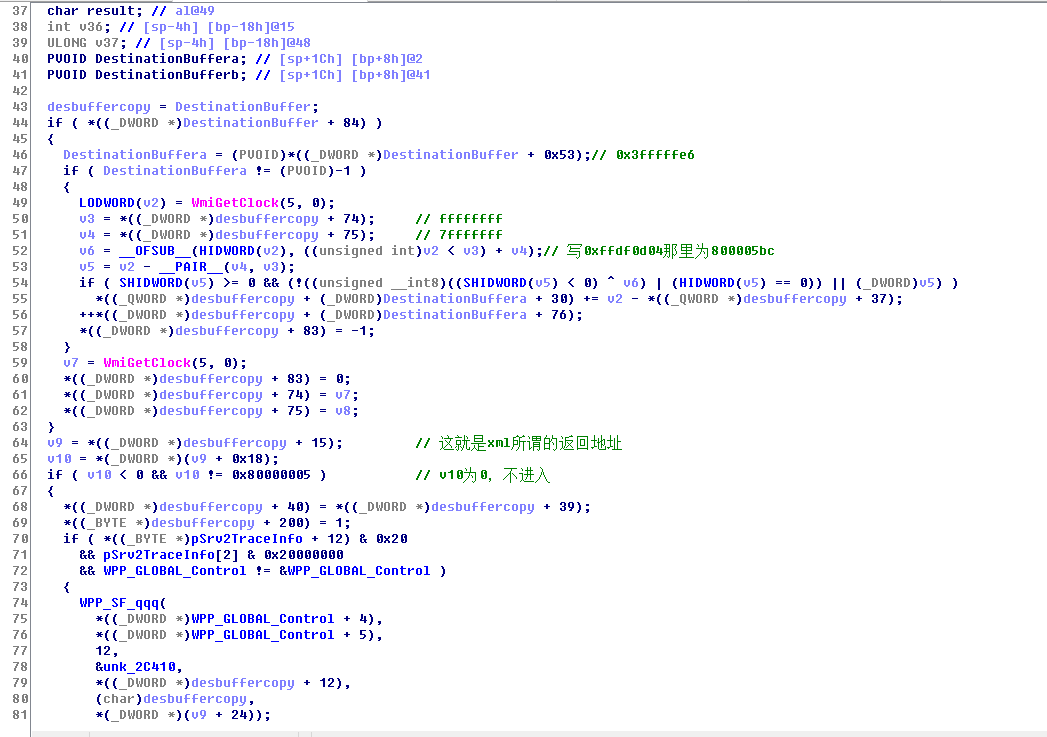 37 char result; // al@49
38 int v36; // [sp-4h] [bp-18h]@15
39 ULONG v37; // [sp-4h] [bp-18h]@48
40 PVOID DestinationBuffera; // [sp+1Ch] [bp+8h]@2
41 PVOID DestinationBufferb; // [sp+1Ch] [bp+8h]@41
42
43 desbuffercopy = DestinationBuffer;
44 if ( *((_DWORD *)DestinationBuffer + 84) )
45 {
46 DestinationBuffera = (PVOID)*((_DWORD *)DestinationBuffer + 0x53);// 0x3fffffe6
47 if ( DestinationBuffera != (PVOID)-1 )
48 {
49 LODWORD(v2) = WmiGetClock(5, 0);
50 v3 = *((_DWORD *)desbuffercopy + 74); // ffffffff
51 v4 = *((_DWORD *)desbuffercopy + 75); // 7fffffff
52 v6 = __OFSUB__(HIDWORD(v2), ((unsigned int)v2 < v3) + v4);// 写0xffdf0d04那里为800005bc
53 v5 = v2 - __PAIR__(v4, v3);
54 if ( SHIDWORD(v5) >= 0 && (!((unsigned __int8)((SHIDWORD(v5) < 0) ^ v6) | (HIDWORD(v5) == 0)) || (_DWORD)v5) )
55 *((_QWORD *)desbuffercopy + (_DWORD)DestinationBuffera + 30) += v2 - *((_QWORD *)desbuffercopy + 37);
56 ++*((_DWORD *)desbuffercopy + (_DWORD)DestinationBuffera + 76);
57 *((_DWORD *)desbuffercopy + 83) = -1;
58 }
59 v7 = WmiGetClock(5, 0);
60 *((_DWORD *)desbuffercopy + 83) = 0;
61 *((_DWORD *)desbuffercopy + 74) = v7;
62 *((_DWORD *)desbuffercopy + 75) = v8;
63 }
64 v9 = *((_DWORD *)desbuffercopy + 15); // 这就是xml所谓的返回地址
65 v10 = *(_DWORD *)(v9 + 0x18);
66 if ( v10 < 0 && v10 != 0x80000005 ) // v10为0，不进入
67 {
68 *((_DWORD *)desbuffercopy + 40) = *((_DWORD *)desbuffercopy + 39);
69 *((_BYTE *)desbuffercopy + 200) = 1;
70 if ( *((_BYTE *)pSrv2TraceInfo + 12) & 0x20
71 && pSrv2TraceInfo[2] & 0x20000000
72 && WPP_GLOBAL_Control != &WPP_GLOBAL_Control )
73 {
74 WPP_SF_qqq(
75 *((_DWORD *)WPP_GLOBAL_Control + 4),
76 *((_DWORD *)WPP_GLOBAL_Control + 5),
77 12,
78 &unk_2C410,
79 *((_DWORD *)desbuffercopy + 12),
80 (char)desbuffercopy,
81 *(_DWORD *)(v9 + 24));